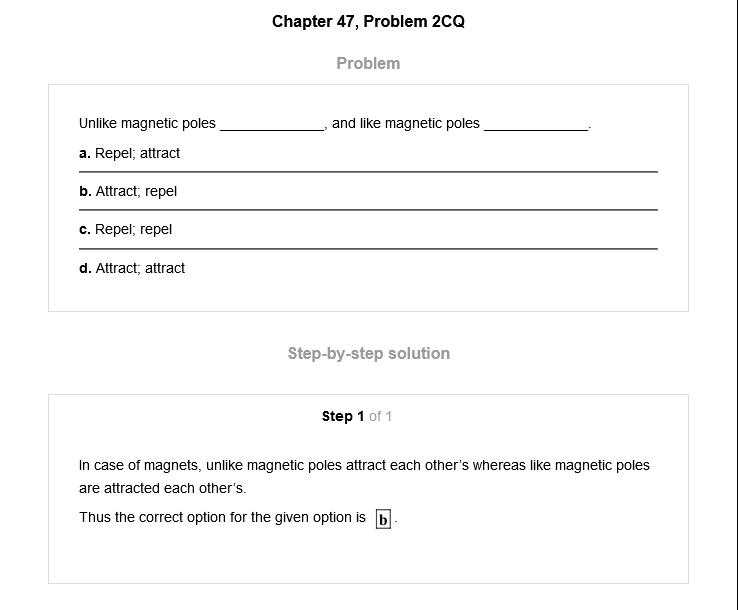 Chapter 47, Problem 2CQ
Problem
Unlike magnetic poles _____________, and like magnetic poles _____________.
a. Repel; attract
b. Attract; repel
c. Repel; repel
d. Attract; attract
Step-by-step solution
Step 1 of 1
In case of magnets, unlike magnetic poles attract each other's whereas like magnetic poles
are attracted each other's.
Thus the correct option for the given option is b.